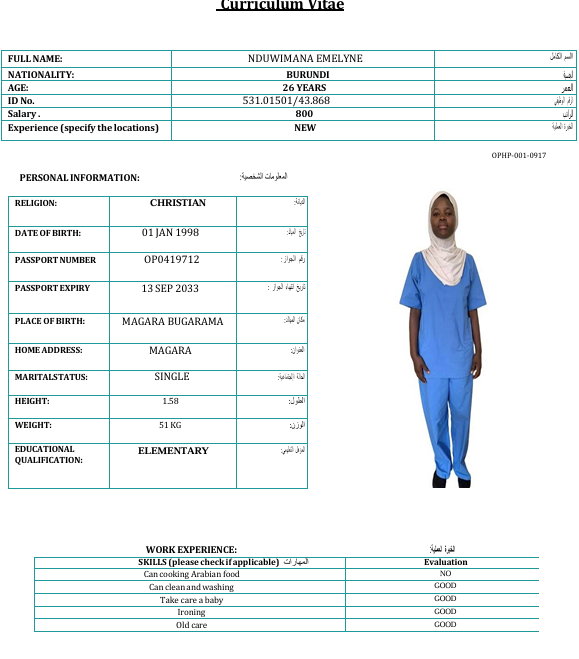 Curriculum Vitae
FULL NAME: NDUWIMANA EMELYNE الاسم الكامل
NATIONALITY: BURUNDI
AGE: 26 YEARS العمر
ID No. 531.01501/43.868
Salary . 800 الراتب
Experience (specify the locations) NEW الخبرة العملية
OPHP-001-0917
PERSONAL INFORMATION: المعلومات الشخصية:
RELIGION: CHRISTIAN الديانة:
DATE OF BIRTH: 01 JAN 1998 تاريخ الميلاد:
PASSPORT NUMBER OP0419712 رقم الجواز :
PASSPORT EXPIRY 13 SEP 2033 تاريخ انتهاء الجواز :
PLACE OF BIRTH: MAGARA BUGARAMA مكان الميلاد:
HOME ADDRESS: MAGARA العنوان:
MARITALSTATUS: SINGLE الحالة الاجتماعية:
HEIGHT: 1.58 الطول:
WEIGHT: 51 KG الوزن:
EDUCATIONAL
QUALIFICATION: ELEMENTARY
WORK EXPERIENCE: الخبرة العملية:
SKILLS (please check if applicable) المهارات Evaluation
Can cooking Arabian food NO
Can clean and washing GOOD
Take care a baby GOOD
Ironing GOOD
Old care GOOD